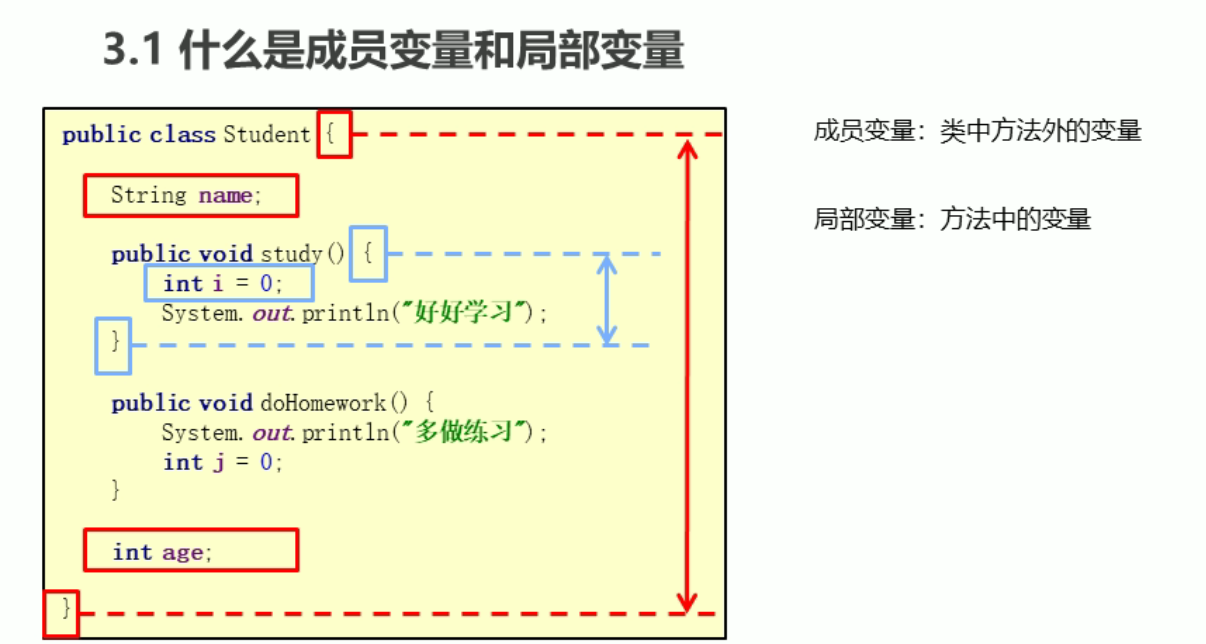 3.1 什么是成员变量和局部变量
public class Student {
String name;
public void study() {
int i = 0;
System.out.println("好好学习");
}
public void doHomework() {
System.out.println("多做练习");
int j = 0;
}
int age;
}
成员变量：类中方法外的变量
局部变量：方法中的变量